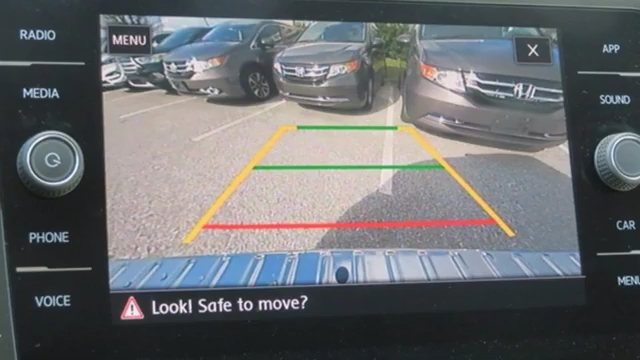 RADIO
MEDIA
PHONE
VOICE
MENU
X
Look! Safe to move?
APP
SOUND
CAR
MENU